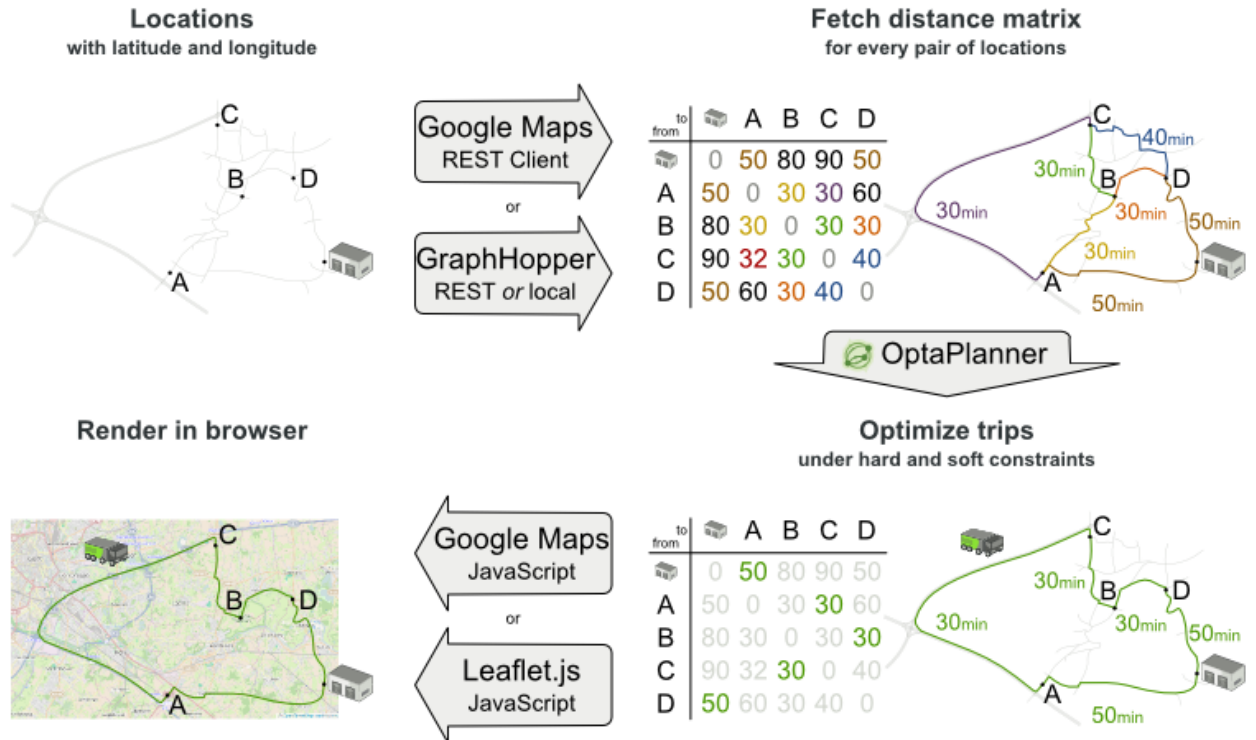 Locations
with latitude and longitude
C
B
D
A
Google Maps
REST Client
or
GraphHopper
REST or local
Fetch distance matrix
for every pair of locations
to
from
A B C D
0 50 80 90 50
A 50 0 30 30 60
B 80 30 0 30 30
C 90 32 30 0 40
D 50 60 30 40 0
C
40min
30min
B
D
30min
30min
50min
30min
A
50min
OptaPlanner
Optimize trips
under hard and soft constraints
to
from
A B C D
0 50 80 90 50
A 50 0 30 30 60
B 80 30 0 30 30
C 90 32 30 0 40
D 50 60 30 40 0
C
30min
B
D
30min
30min
50min
A
50min
Google Maps
JavaScript
or
Leaflet.js
JavaScript
Render in browser
C
B
D
A